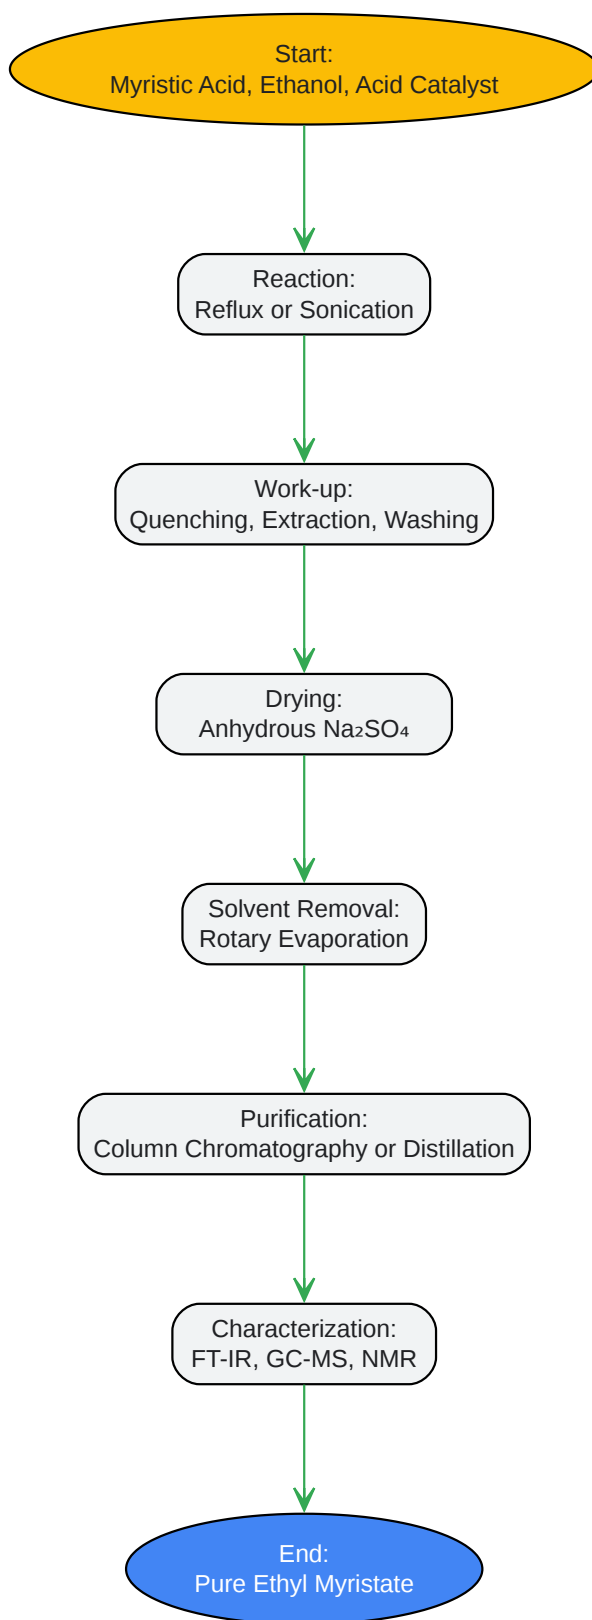 Start:
Myristic Acid, Ethanol, Acid Catalyst
Reaction:
Reflux or Sonication
Work-up:
Quenching, Extraction, Washing
Drying:
Anhydrous Na₂SO₄
Solvent Removal:
Rotary Evaporation
Purification:
Column Chromatography or Distillation
Characterization:
FT-IR, GC-MS, NMR
End:
Pure Ethyl Myristate